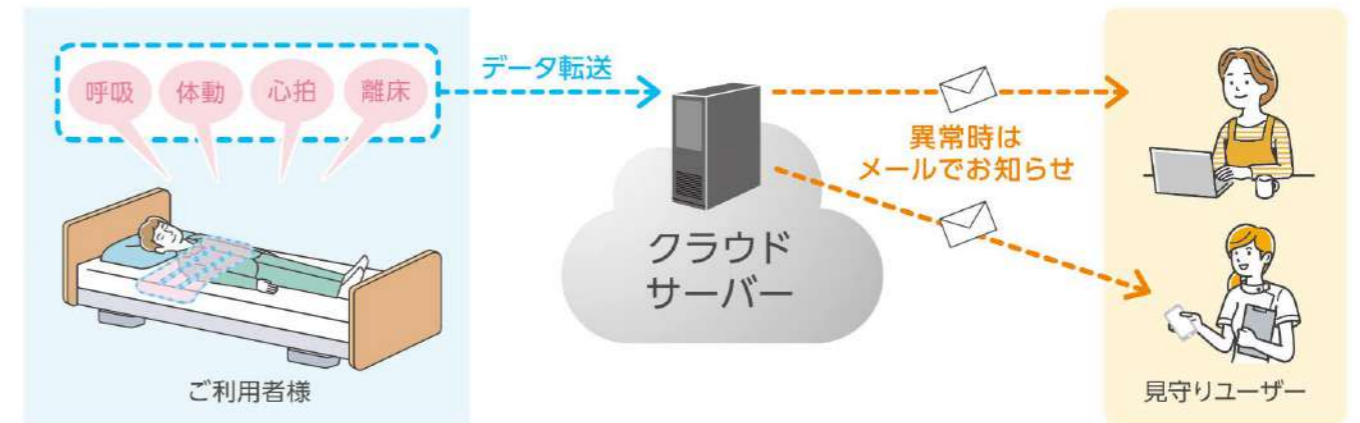 呼吸
体動
心拍
離床
データ転送
異常時は
メールでお知らせ
クラウド
サーバー
ご利用者様
見守りユーザー